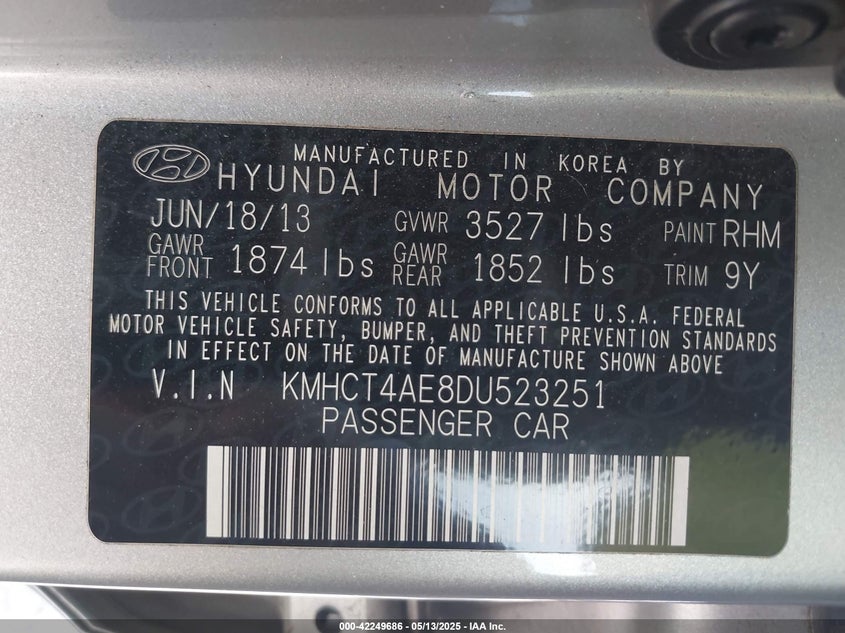 MANUFACTURED IN KOREA BY
HYUNDAI MOTOR COMPANY
JUN/18/13 GVWR 3527 lbs PAINT RHM
GAWR FRONT 1874 lbs GAWR REAR 1852 lbs TRIM 9Y
THIS VEHICLE CONFORMS TO ALL APPLICABLE U.S.A. FEDERAL
MOTOR VEHICLE SAFETY, BUMPER, AND THEFT PREVENTION STANDARDS
IN EFFECT ON THE DATE OF MANUFACTURE SHOWN ABOVE
V.I.N KMHCT4AE8DU523251
PASSENGER CAR
000-42249686 - 05/13/2025 - IAA Inc.